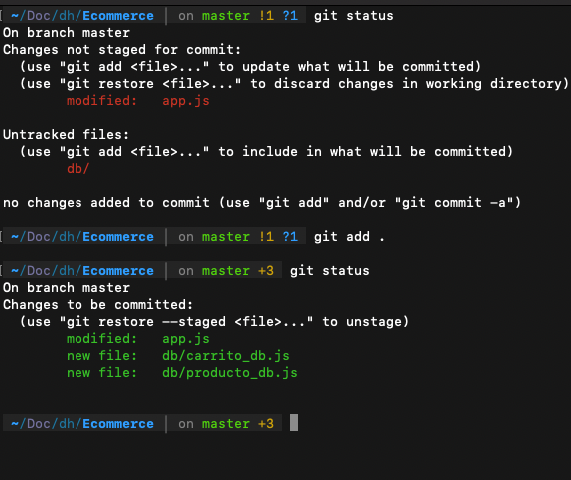 ~/Doc/dh/Ecommerce | on master !1 ?1 git status
On branch master
Changes not staged for commit:
  (use "git add <file>..." to update what will be committed)
  (use "git restore <file>..." to discard changes in working directory)
        modified:   app.js
Untracked files:
  (use "git add <file>..." to include in what will be committed)
        db/
no changes added to commit (use "git add" and/or "git commit -a")
~/Doc/dh/Ecommerce | on master !1 ?1 git add .
~/Doc/dh/Ecommerce | on master +3 git status
On branch master
Changes to be committed:
  (use "git restore --staged <file>..." to unstage)
        modified:   app.js
        new file:   db/carrito_db.js
        new file:   db/producto_db.js
~/Doc/dh/Ecommerce | on master +3